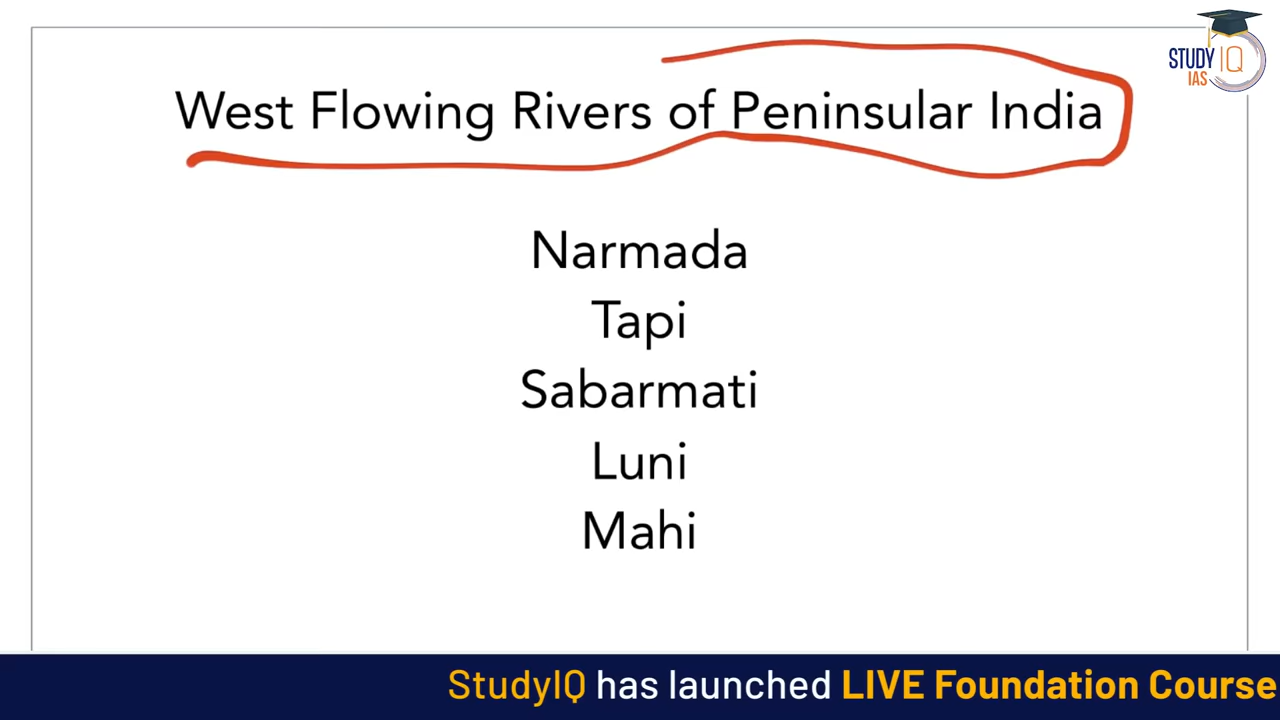 STUDY IQ
IAS
West Flowing Rivers of Peninsular India
Narmada
Tapi
Sabarmati
Luni
Mahi
StudyIQ has launched LIVE Foundation Course